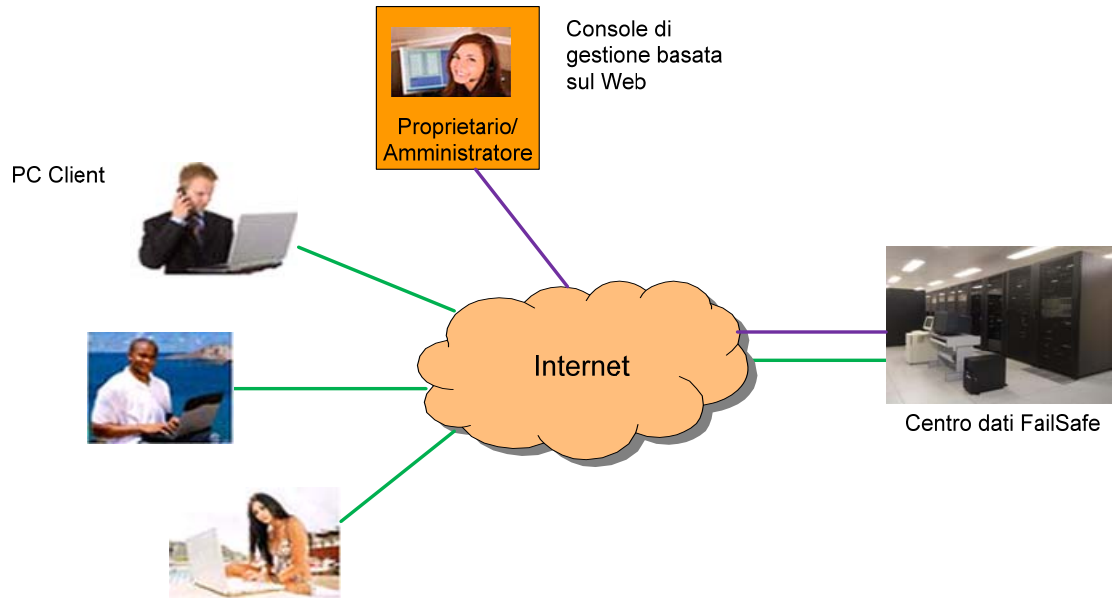 Console di
gestione basata
sul Web
Proprietario/
Amministratore
PC Client
Internet
Centro dati FailSafe